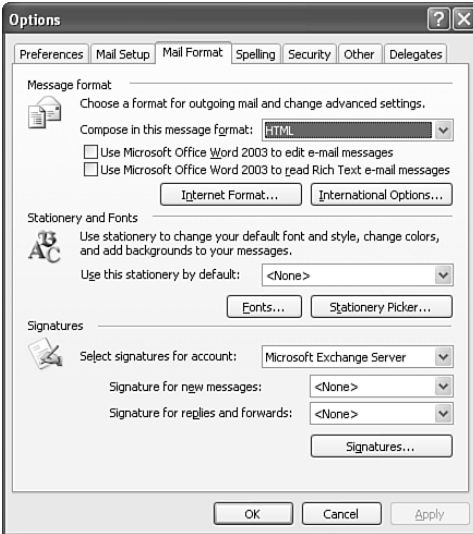 Options
Preferences Mail Setup Mail Format Spelling Security Other Delegates
Message format
Choose a format for outgoing mail and change advanced settings.
Compose in this message format: HTML
Use Microsoft Office Word 2003 to edit e-mail messages
Use Microsoft Office Word 2003 to read Rich Text e-mail messages
Internet Format... International Options...
Stationery and Fonts
Use stationery to change your default font and style, change colors,
and add backgrounds to your messages.
Use this stationery by default: <None>
Fonts... Stationery Picker...
Signatures
Select signatures for account: Microsoft Exchange Server
Signature for new messages: <None>
Signature for replies and forwards: <None>
Signatures...
OK Cancel Apply